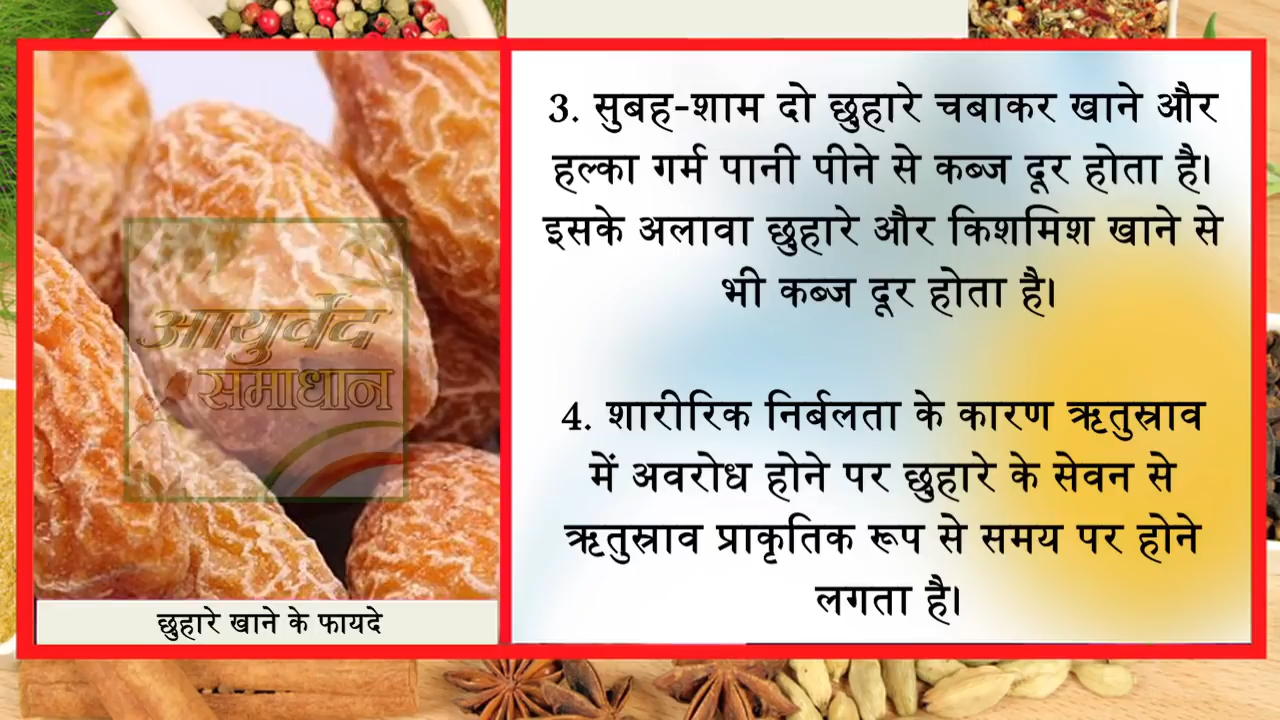 3. सुबह-शाम दो छुहारे चबाकर खाने और
हल्का गर्म पानी पीने से कब्ज दूर होता है।
इसके अलावा छुहारे और किशमिश खाने से
भी कब्ज दूर होता है।
4. शारीरिक निर्बलता के कारण ऋतुस्राव
में अवरोध होने पर छुहारे के सेवन से
ऋतुस्राव प्राकृतिक रूप से समय पर होने
लगता है।
आयुर्वेद
समाधान
छुहारे खाने के फायदे